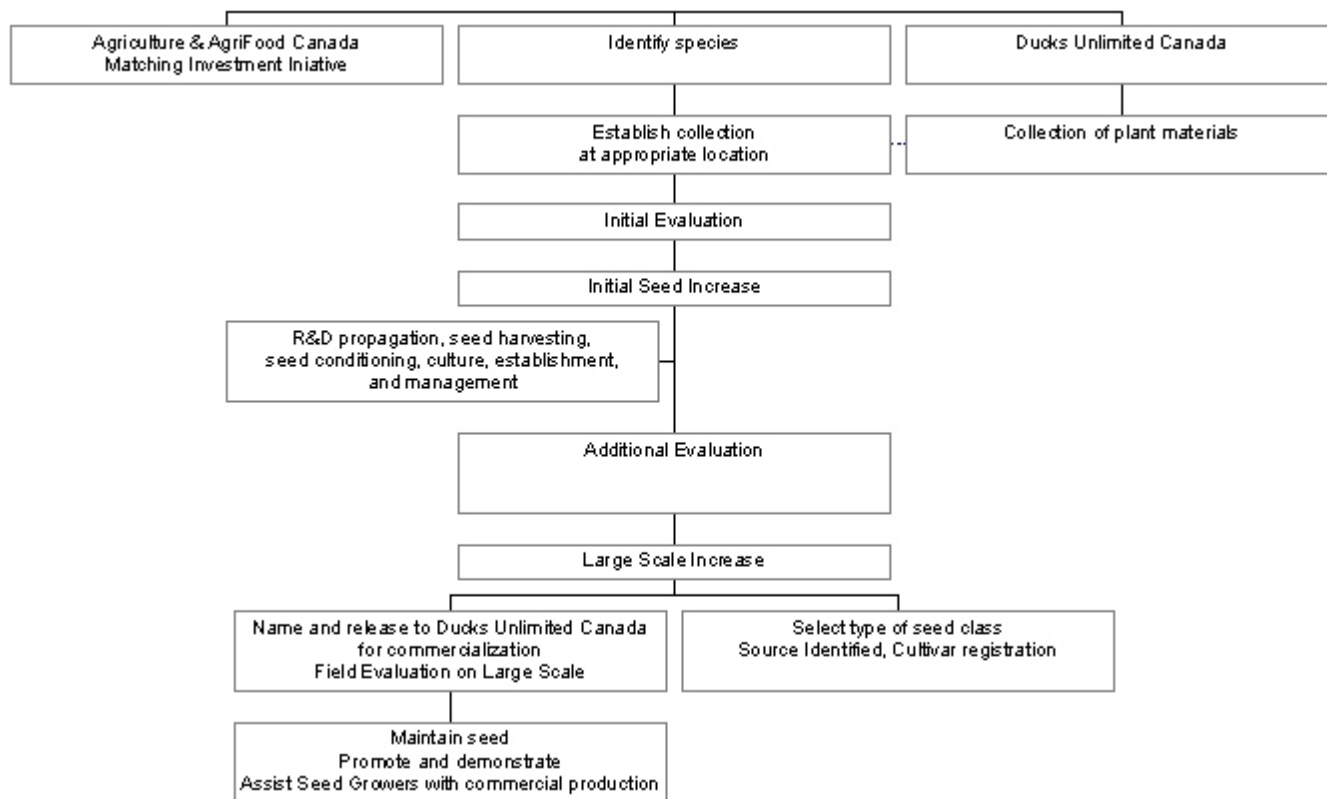 Agriculture & AgriFood Canada
Matching Investment Iniative
Identify species
Ducks Unlimited Canada
Establish collection
at appropriate location
Collection of plant materials
Initial Evaluation
Initial Seed Increase
R&D propagation, seed harvesting,
seed conditioning, culture, establishment,
and management
Additional Evaluation
Large Scale Increase
Name and release to Ducks Unlimited Canada
for commercialization
Field Evaluation on Large Scale
Select type of seed class
Source Identified, Cultivar registration
Maintain seed
Promote and demonstrate
Assist Seed Growers with commercial production